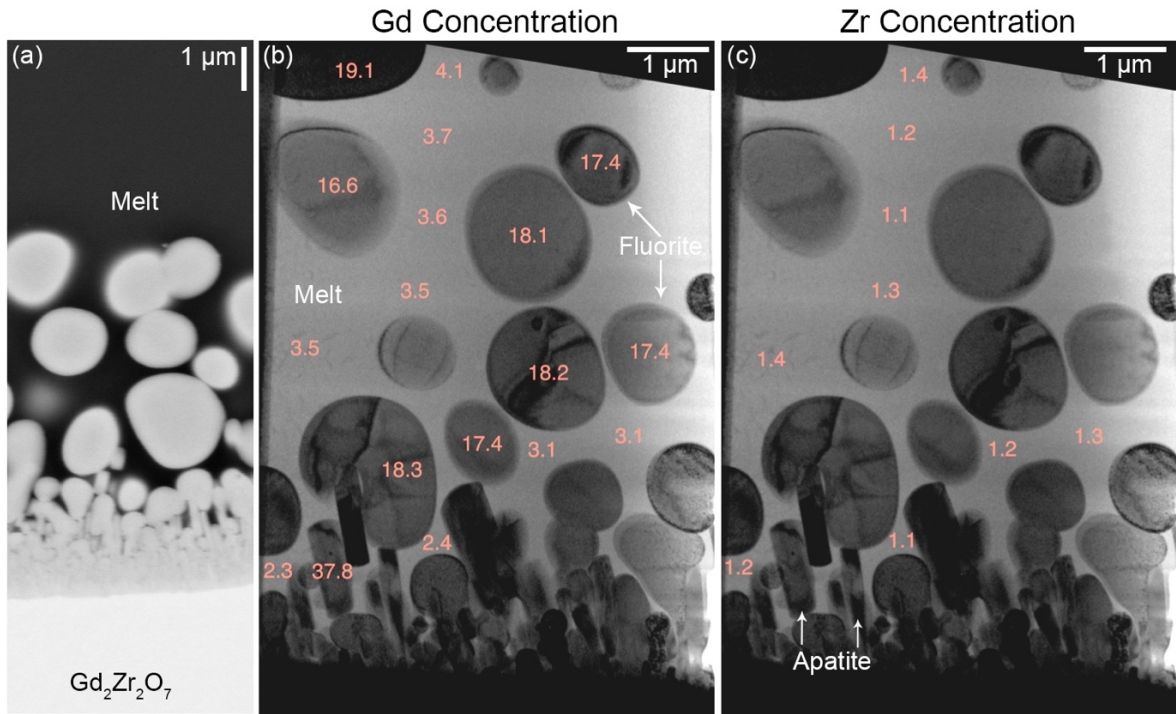 Gd Concentration
Zr Concentration
(a)
1 µm
Melt
Gd₂Zr₂O₇
(b)
1 µm
19.1
4.1
3.7
17.4
16.6
3.6
18.1
Fluorite
Melt
3.5
3.5
17.4
18.2
17.4
3.1
3.1
18.3
2.4
2.3
37.8
(c)
1 µm
1.4
1.2
1.1
1.3
1.4
1.2
1.3
1.1
1.2
Apatite